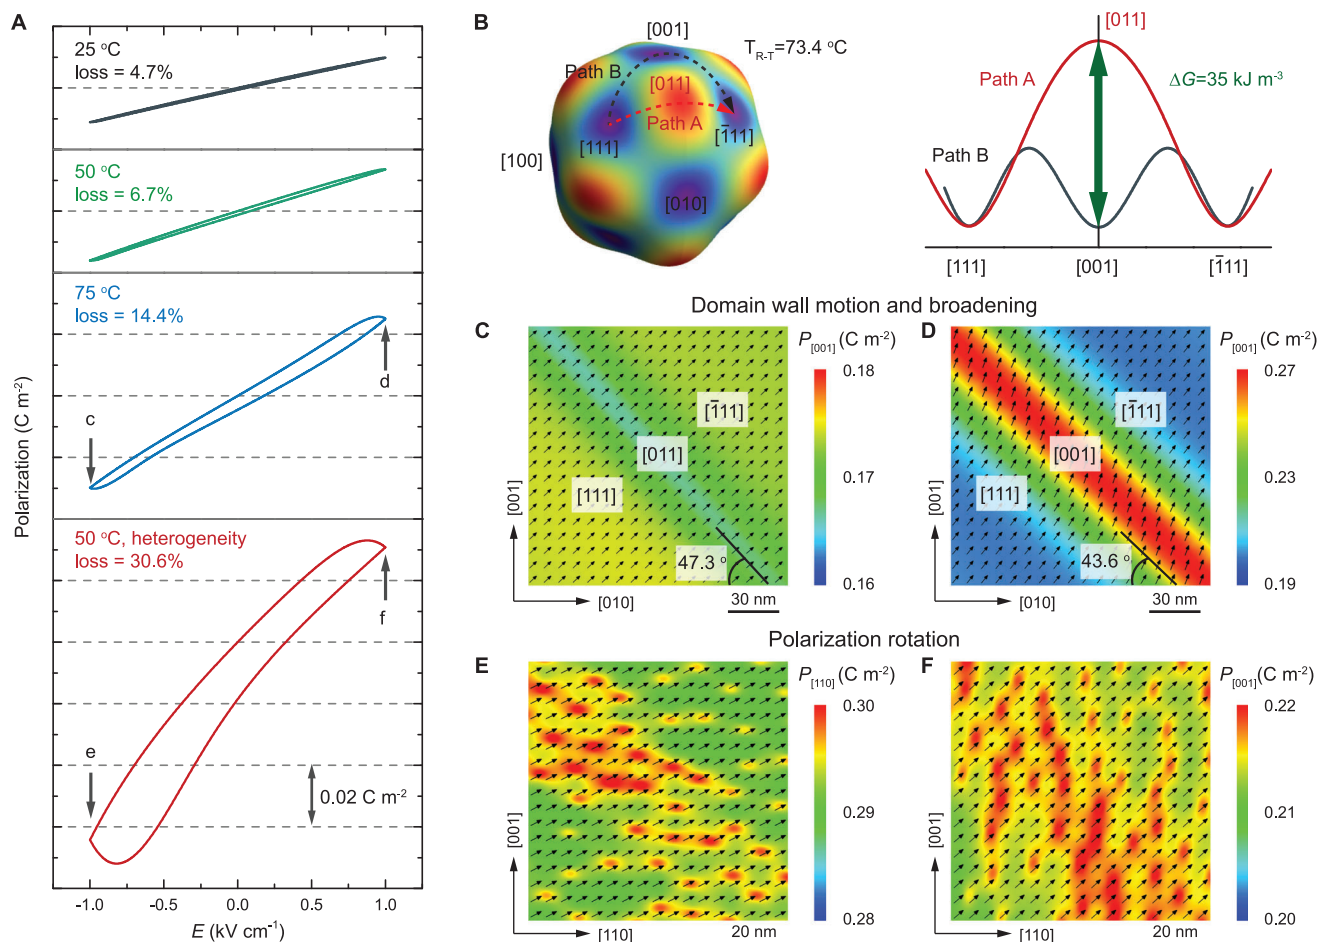 A
25 °C
loss = 4.7%
50 °C
loss = 6.7%
75 °C
loss = 14.4%
c
d
50 °C, heterogeneity
loss = 30.6%
e
f
0.02 C m⁻²
Polarization (C m⁻²)
-1.0 -0.5 0.0 0.5 1.0
E (kV cm⁻¹)
B
[001]
T_R-T=73.4 °C
Path B
[011]
Path A
[111]
[1̄11]
[100]
[010]
[011]
Path A
ΔG=35 kJ m⁻³
Path B
[111] [001] [1̄11]
Domain wall motion and broadening
C
P[001] (C m⁻²)
0.18
0.17
0.16
[1̄11]
[011]
[111]
47.3 °
[001]
[010]
30 nm
D
P[001] (C m⁻²)
0.27
0.23
0.19
[1̄11]
[001]
[111]
43.6 °
[001]
[010]
30 nm
Polarization rotation
E
P[110] (C m⁻²)
0.30
0.29
0.28
[001]
[110]
20 nm
F
P[001](C m⁻²)
0.22
0.21
0.20
[001]
[110]
20 nm